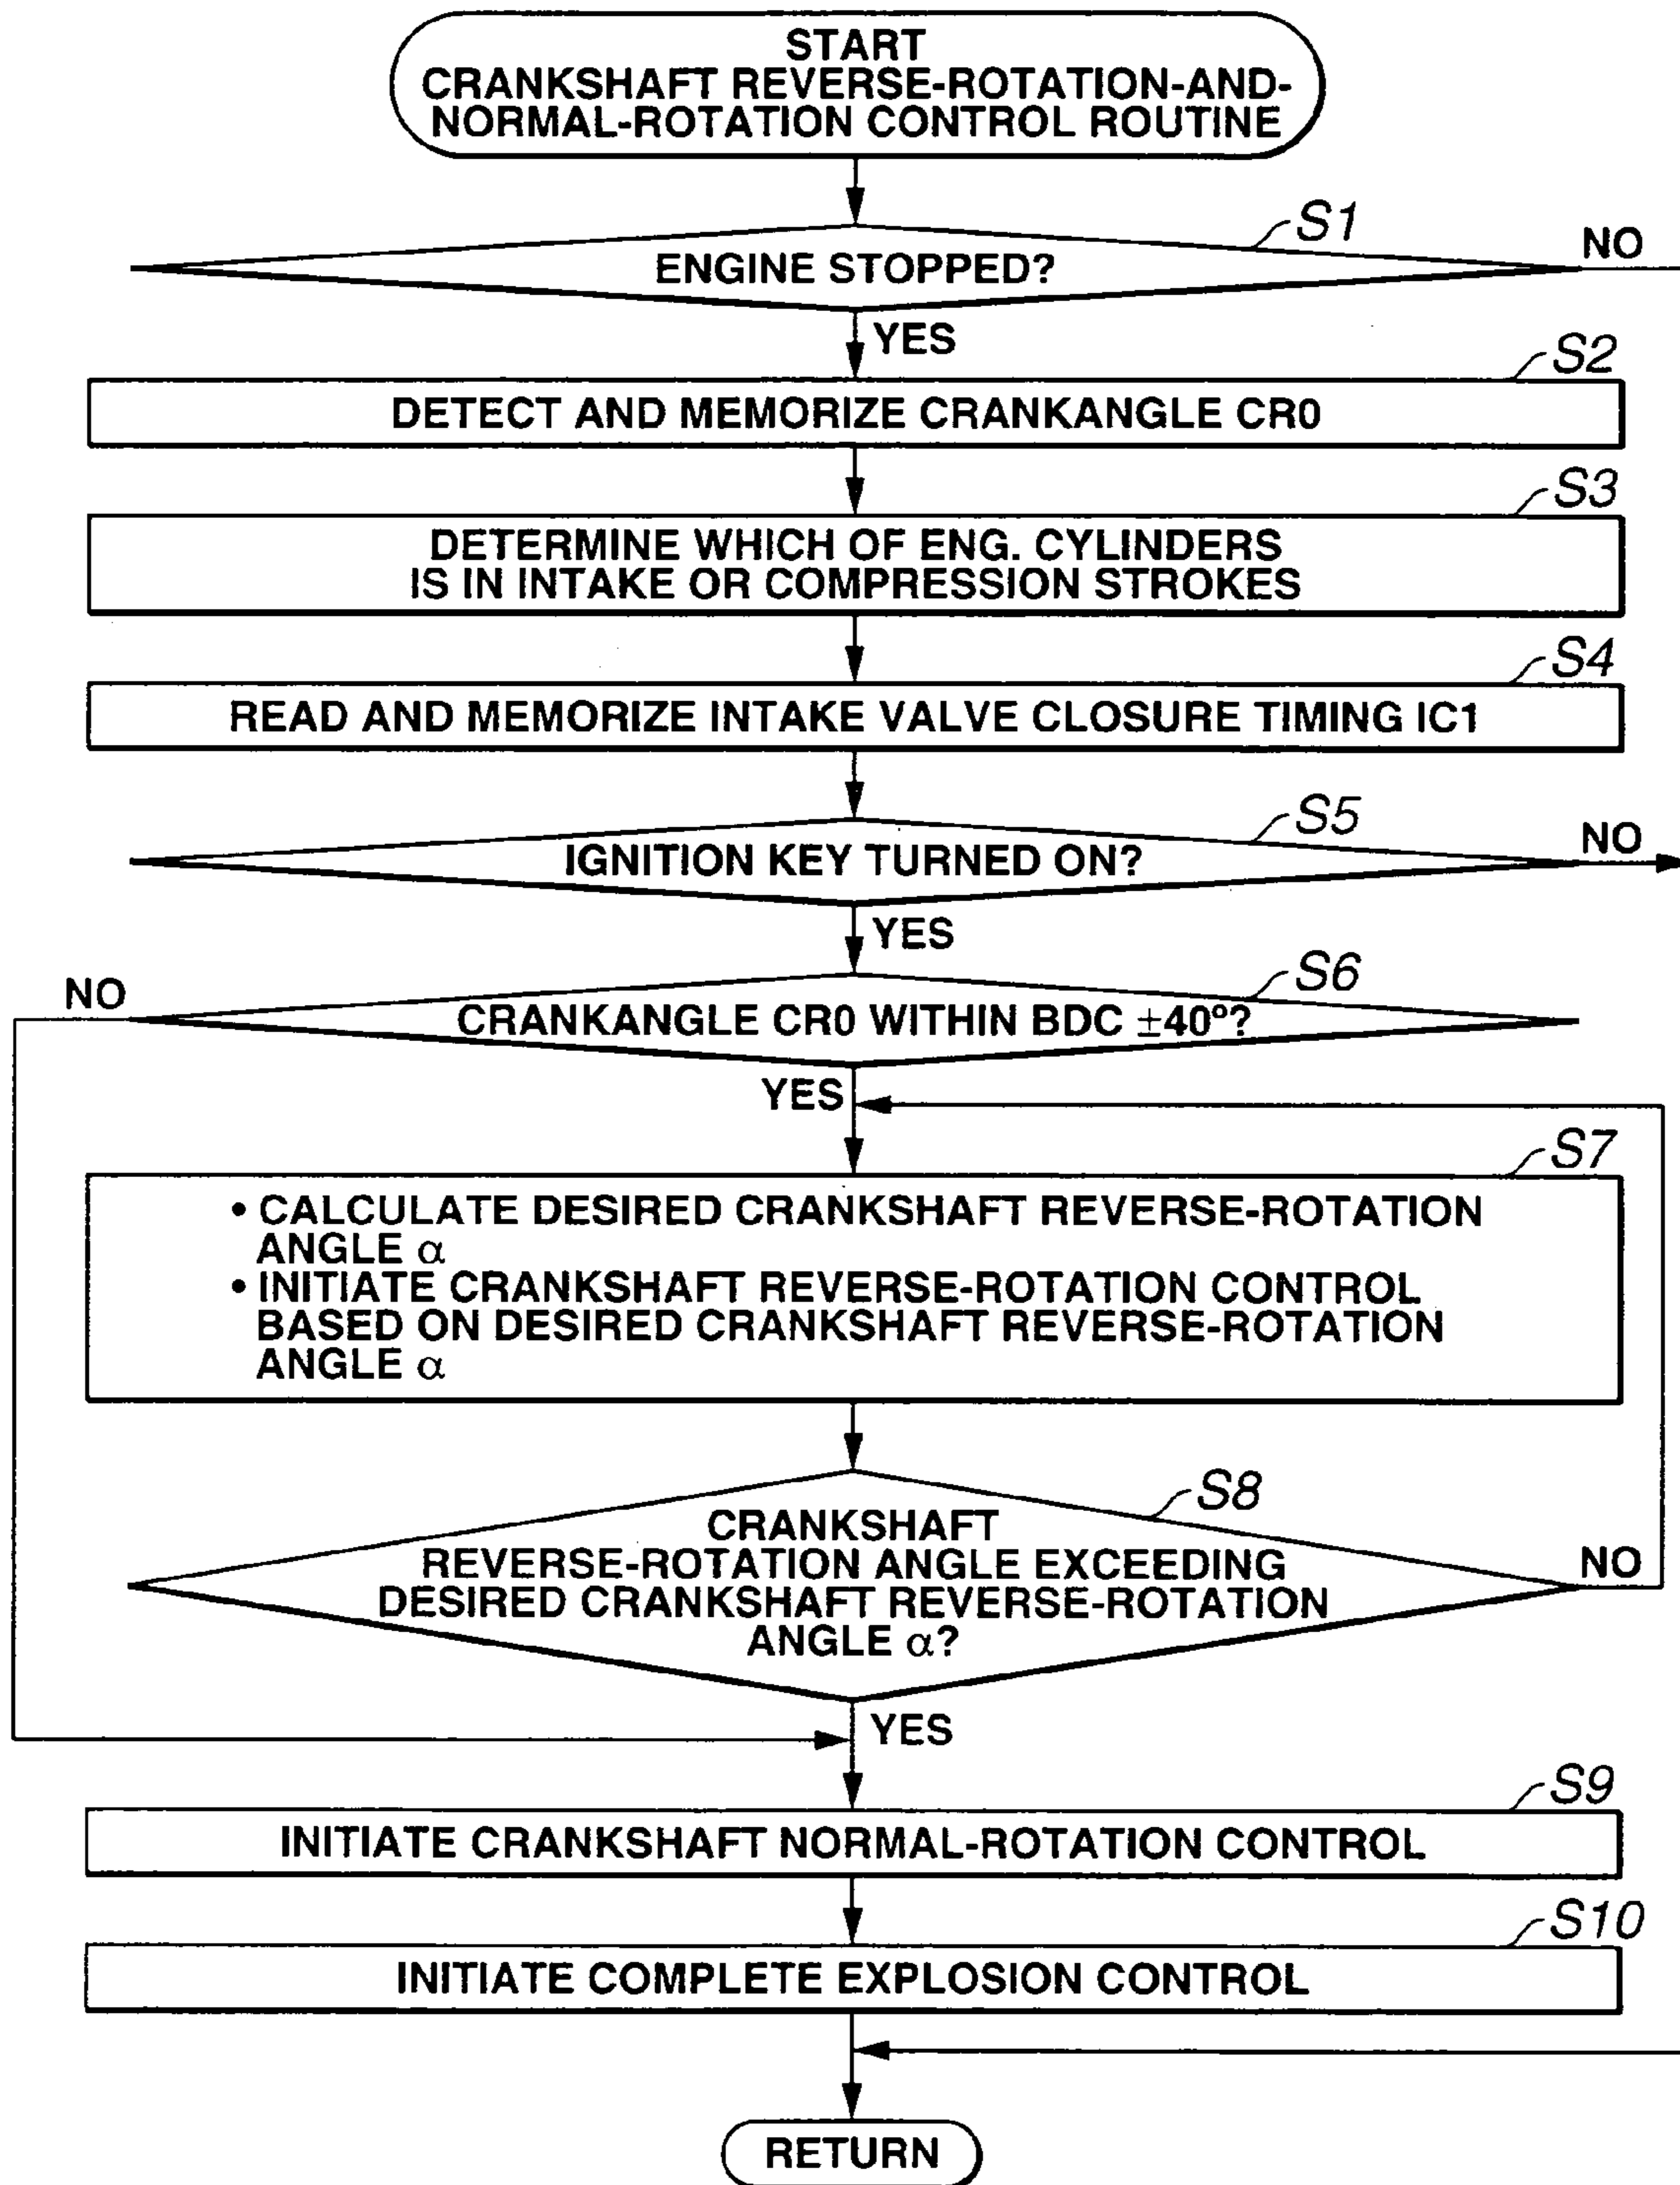 START
CRANKSHAFT REVERSE-ROTATION-AND-
NORMAL-ROTATION CONTROL ROUTINE
S1
ENGINE STOPPED?
NO
YES
S2
DETECT AND MEMORIZE CRANKANGLE CR0
S3
DETERMINE WHICH OF ENG. CYLINDERS
IS IN INTAKE OR COMPRESSION STROKES
S4
READ AND MEMORIZE INTAKE VALVE CLOSURE TIMING IC1
S5
IGNITION KEY TURNED ON?
NO
YES
S6
NO
CRANKANGLE CR0 WITHIN BDC ±40°?
YES
S7
• CALCULATE DESIRED CRANKSHAFT REVERSE-ROTATION
ANGLE α
• INITIATE CRANKSHAFT REVERSE-ROTATION CONTROL
BASED ON DESIRED CRANKSHAFT REVERSE-ROTATION
ANGLE α
S8
CRANKSHAFT
REVERSE-ROTATION ANGLE EXCEEDING
DESIRED CRANKSHAFT REVERSE-ROTATION
ANGLE α?
NO
YES
S9
INITIATE CRANKSHAFT NORMAL-ROTATION CONTROL
S10
INITIATE COMPLETE EXPLOSION CONTROL
RETURN